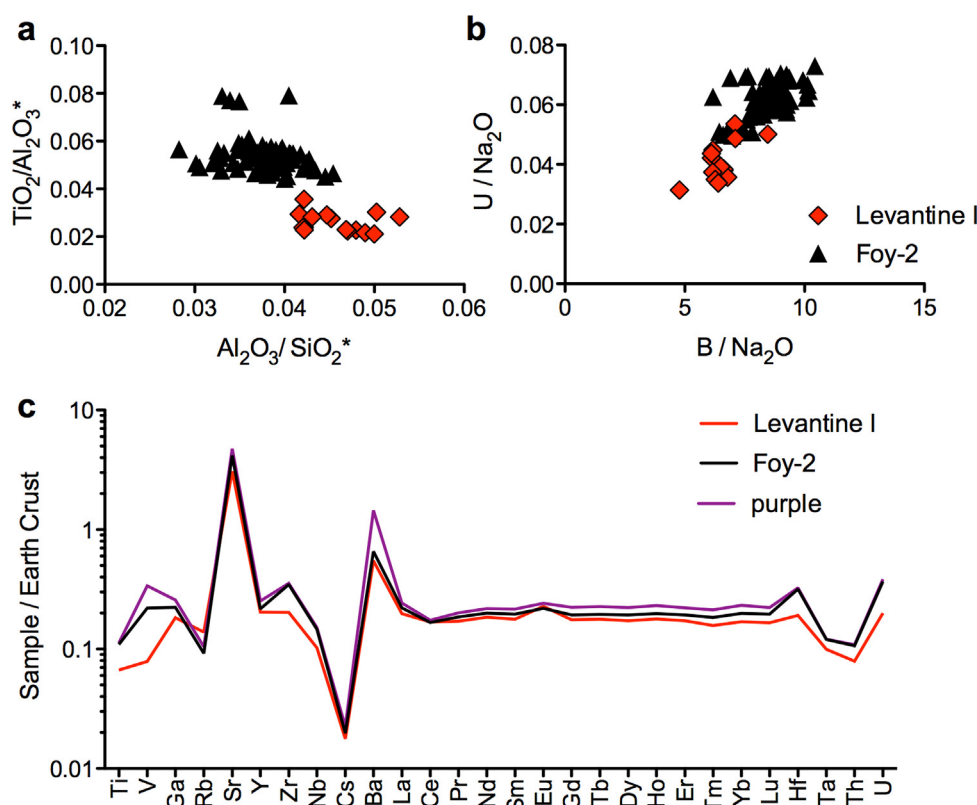 a
b
0.10
0.08
0.06
0.04
0.02
0.00
TiO2/Al2O3*
0.02 0.03 0.04 0.05 0.06
Al2O3/ SiO2*
0.08
0.06
0.04
0.02
0.00
U / Na2O
0 5 10 15
B / Na2O
Levantine I
Foy-2
c
10
1
0.1
0.01
Sample / Earth Crust
Levantine I
Foy-2
purple
Ti V Ga Rb Sr Y Zr Nb Cs Ba La Ce Pr Nd Sm Eu Gd Tb Dy Ho Er Tm Yb Lu Hf Ta Th U